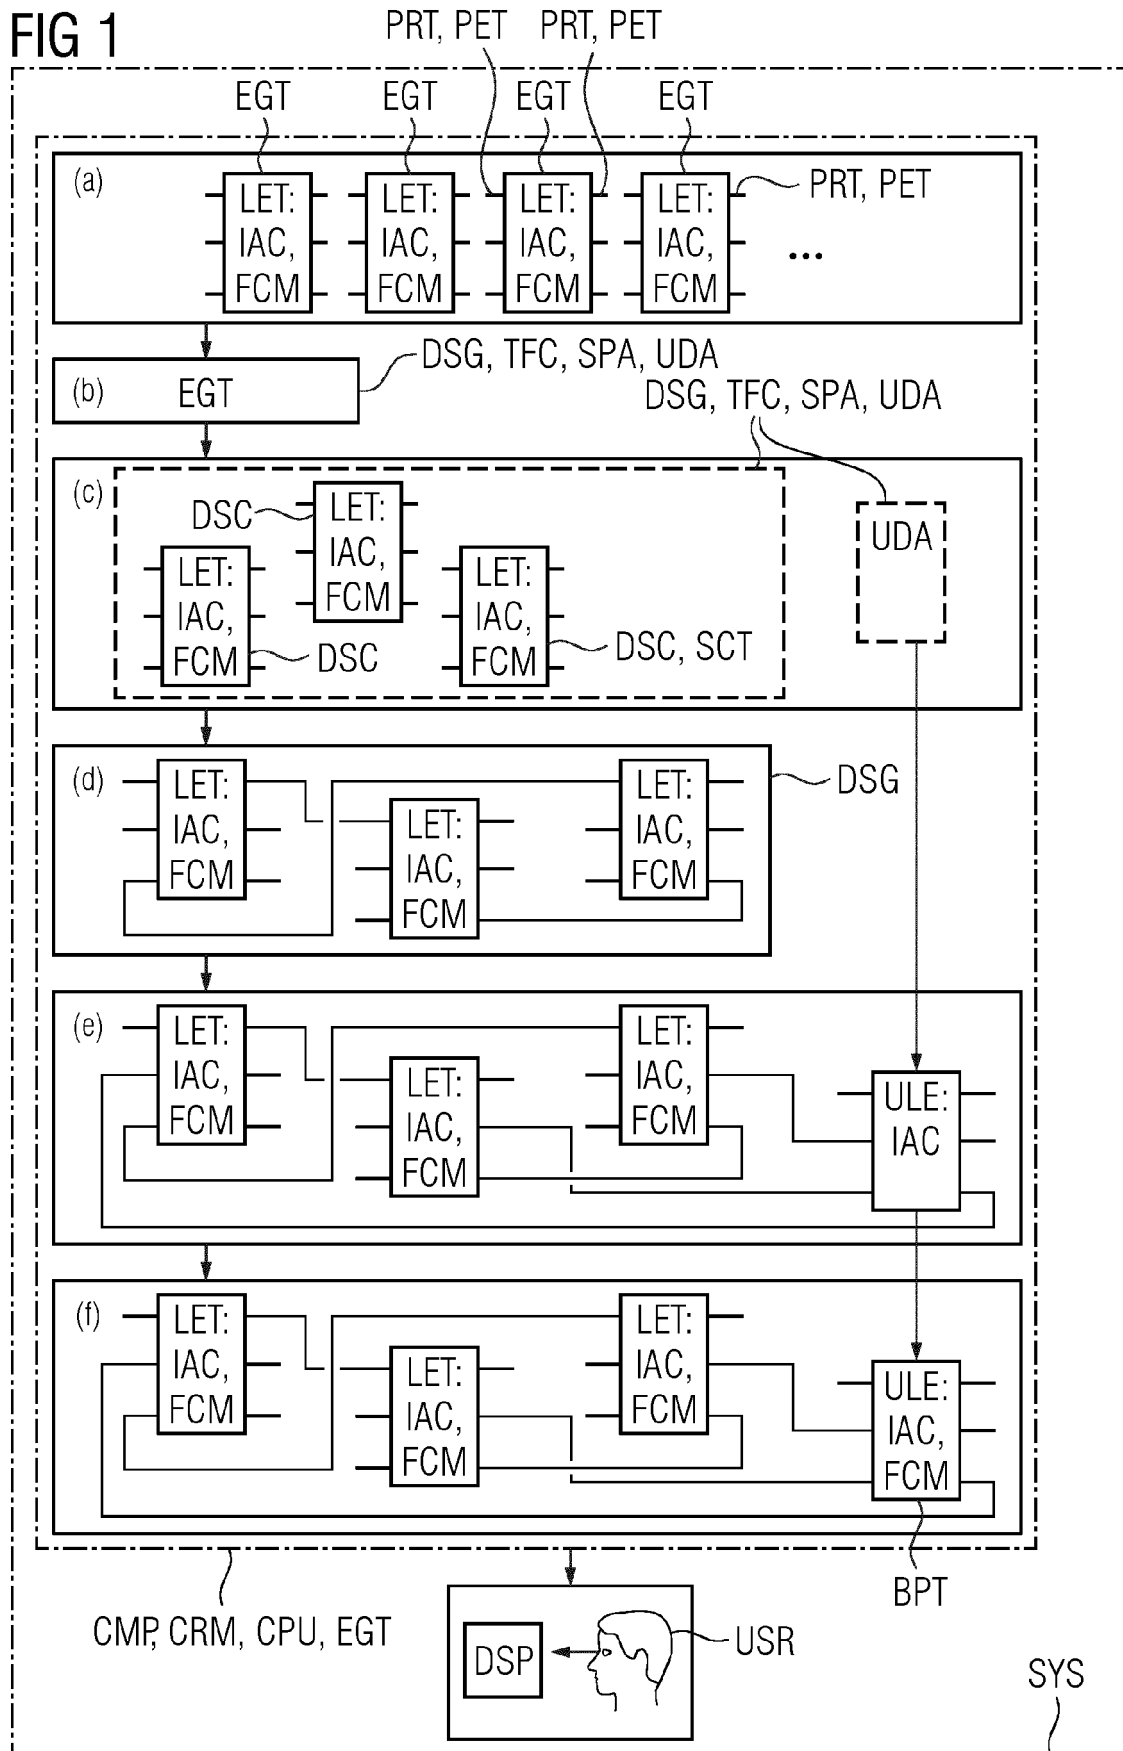 FIG 1
PRT, PET PRT, PET
EGT EGT EGT EGT
(a)
LET: LET: LET: LET: PRT, PET
IAC, IAC, IAC, IAC, ...
FCM FCM FCM FCM
DSG, TFC, SPA, UDA
(b) EGT
DSG, TFC, SPA, UDA
(c)
DSC LET: UDA
IAC,
FCM
LET: LET:
IAC, IAC,
FCM DSC FCM DSC, SCT
(d) LET: LET: DSG
IAC, IAC,
FCM FCM
LET:
IAC,
FCM
(e) LET: LET:
IAC, IAC,
FCM FCM
LET:
IAC,
FCM
ULE:
IAC
(f) LET: LET:
IAC, IAC,
FCM FCM
LET:
IAC,
FCM
ULE:
IAC,
FCM
BPT
CMP, CRM, CPU, EGT
DSP USR
SYS